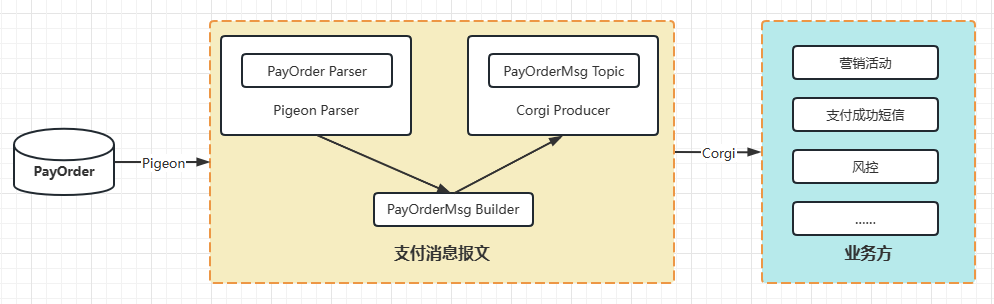 PayOrder
Pigeon
PayOrder Parser
Pigeon Parser
PayOrderMsg Topic
Corgi Producer
PayOrderMsg Builder
支付消息报文
Corgi
营销活动
支付成功短信
风控
......
业务方